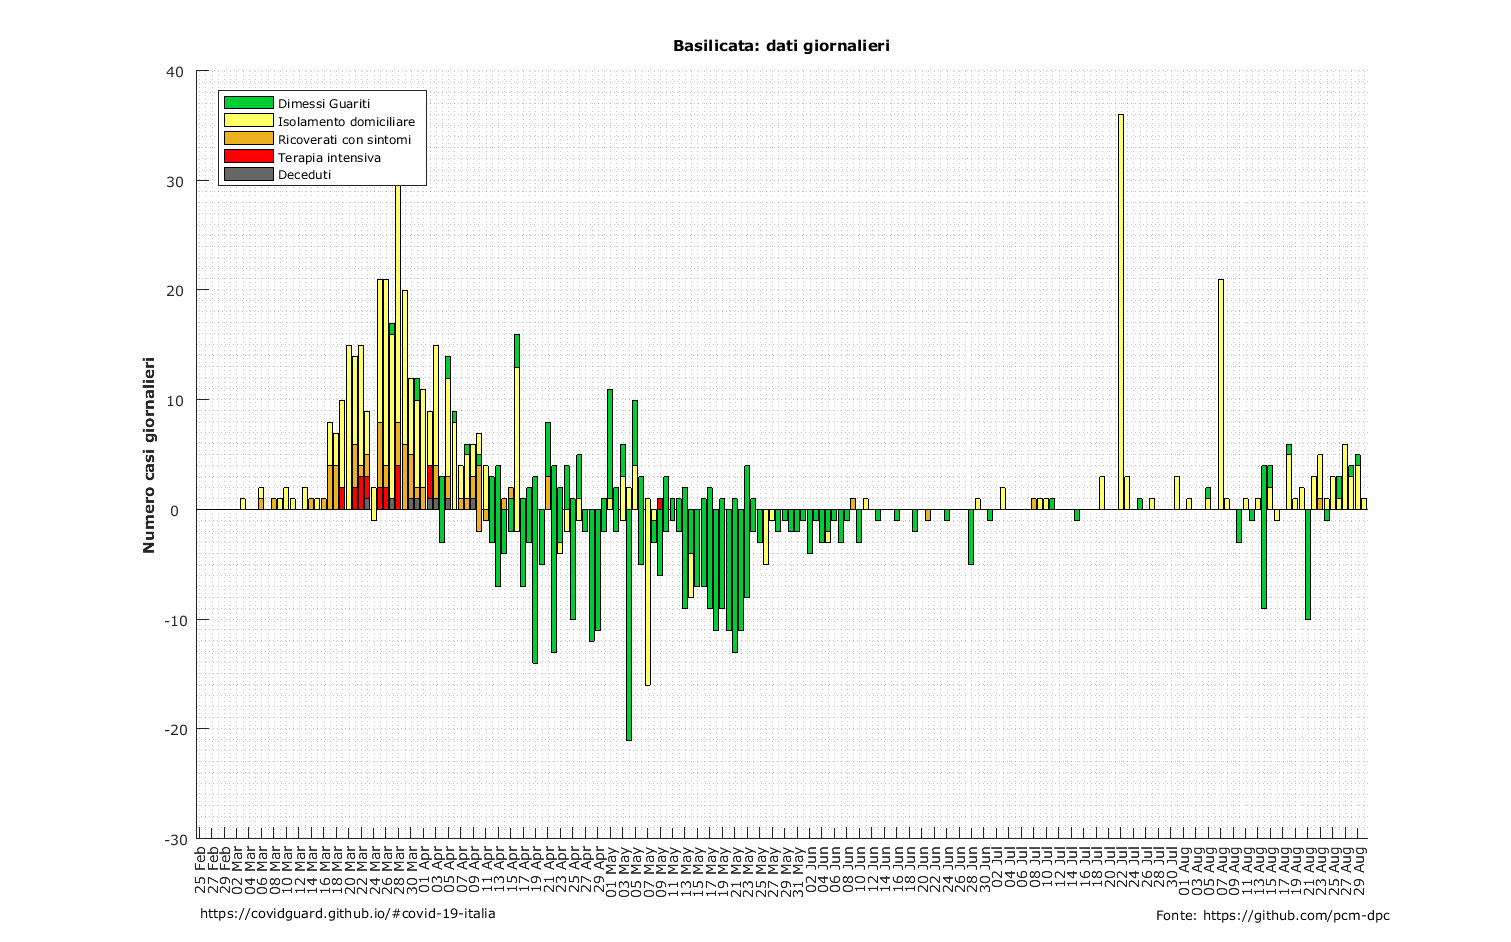 Basilicata: dati giornalieri
Numero casi giornalieri
40
30
20
10
0
-10
-20
-30
Dimessi Guariti
Isolamento domiciliare
Ricoverati con sintomi
Terapia intensiva
Deceduti
25 Feb
27 Feb
29 Feb
02 Mar
04 Mar
06 Mar
08 Mar
10 Mar
12 Mar
14 Mar
16 Mar
18 Mar
20 Mar
22 Mar
24 Mar
26 Mar
28 Mar
30 Mar
01 Apr
03 Apr
05 Apr
07 Apr
09 Apr
11 Apr
13 Apr
15 Apr
17 Apr
19 Apr
21 Apr
23 Apr
25 Apr
27 Apr
29 Apr
01 May
03 May
05 May
07 May
09 May
11 May
13 May
15 May
17 May
19 May
21 May
23 May
25 May
27 May
29 May
31 May
02 Jun
04 Jun
06 Jun
08 Jun
10 Jun
12 Jun
14 Jun
16 Jun
18 Jun
20 Jun
22 Jun
24 Jun
26 Jun
28 Jun
30 Jun
02 Jul
04 Jul
06 Jul
08 Jul
10 Jul
12 Jul
14 Jul
16 Jul
18 Jul
20 Jul
22 Jul
24 Jul
26 Jul
28 Jul
30 Jul
01 Aug
03 Aug
05 Aug
07 Aug
09 Aug
11 Aug
13 Aug
15 Aug
17 Aug
19 Aug
21 Aug
23 Aug
25 Aug
27 Aug
29 Aug
https://covidguard.github.io/#covid-19-italia
Fonte: https://github.com/pcm-dpc